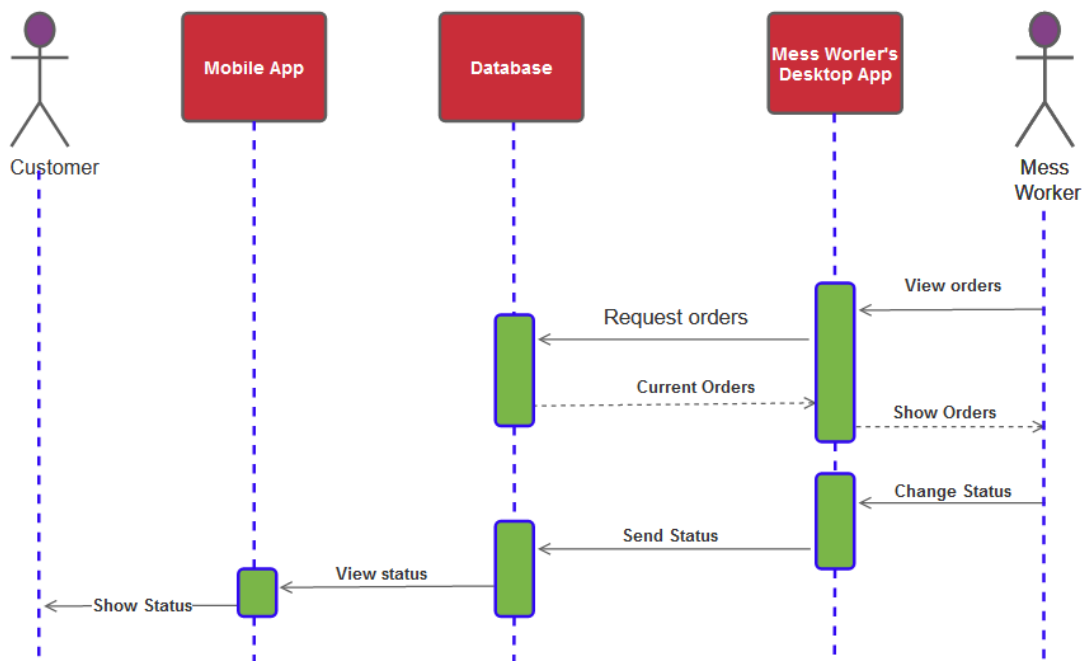 Mobile App
Database
Mess Worler's
Desktop App
Customer
Mess
Worker
View orders
Request orders
Current Orders
Show Orders
Change Status
Send Status
View status
Show Status